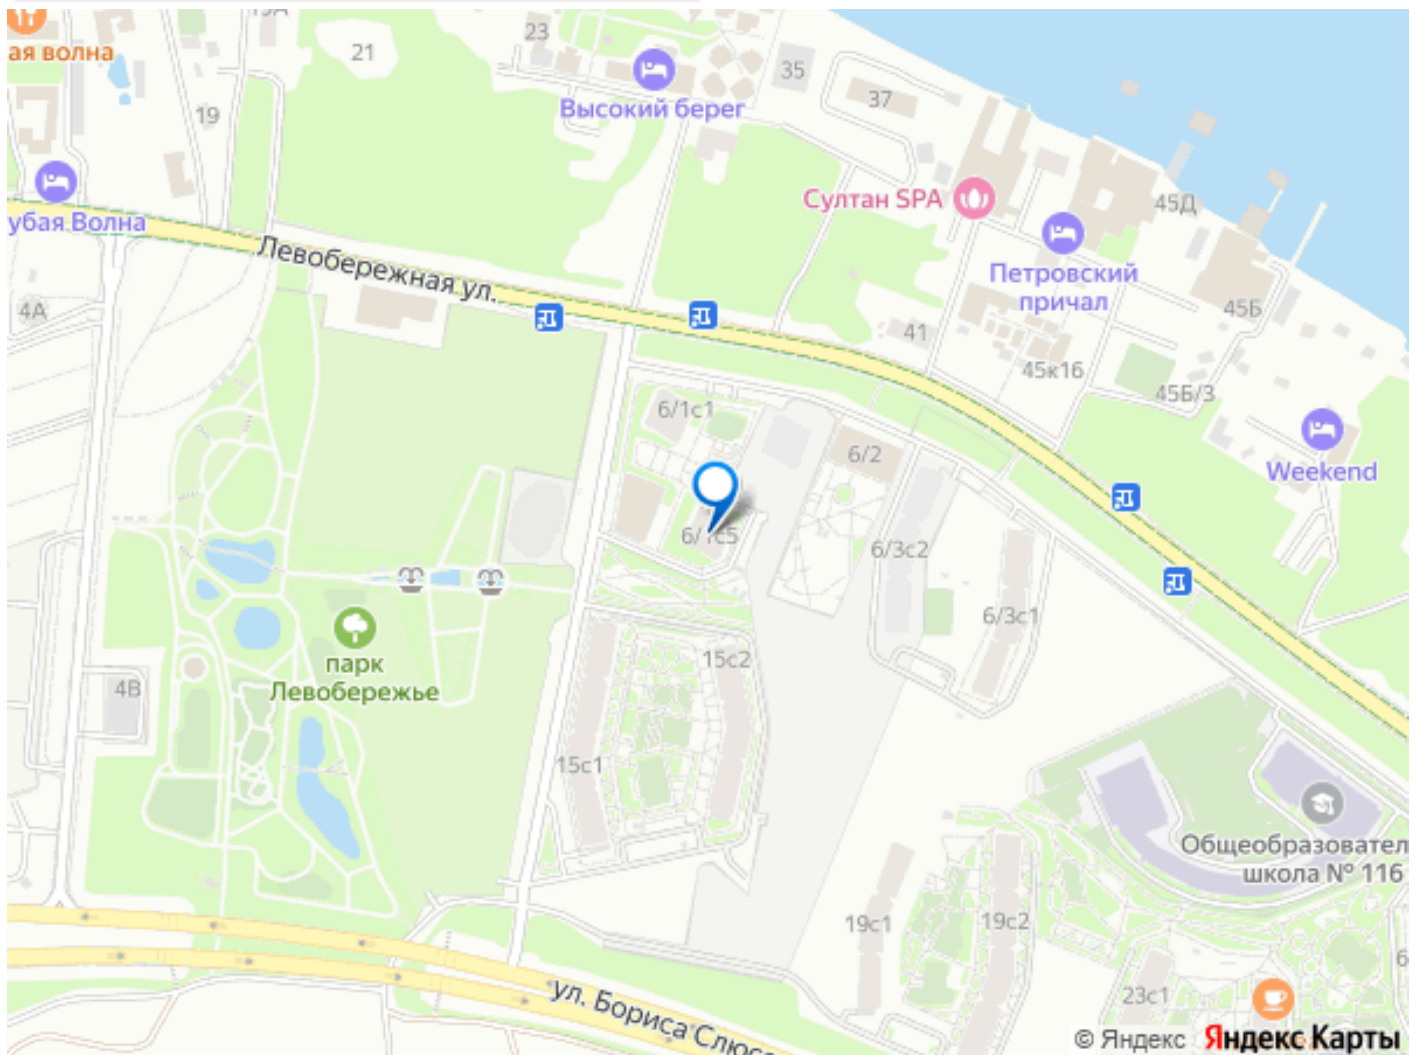 21
23
ая волна
35
Высокий берег
37
19
Султан SPA
45Д
убая Волна
Левобережная ул.
Петровский
причал
4А
45Б
41
45к16
45Б/3
6/1с1
6/2
Weekend
6/1с5
6/3с2
6/3с1
парк
Левобережье
15с2
4В
15с1
Общеобразовател
школа № 116
19с1
19с2
23с1
6
ул. Бориса Слюсе
© Яндекс Яндекс Карты